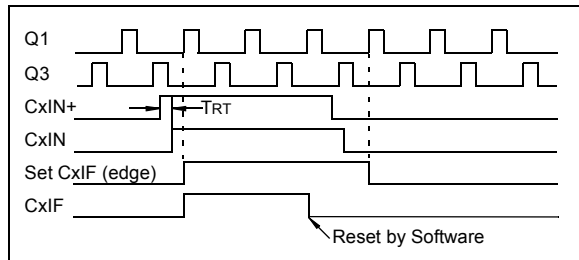 Q1
Q3
CxIN+
TRT
CxIN
Set CxIF (edge)
CxIF
Reset by Software